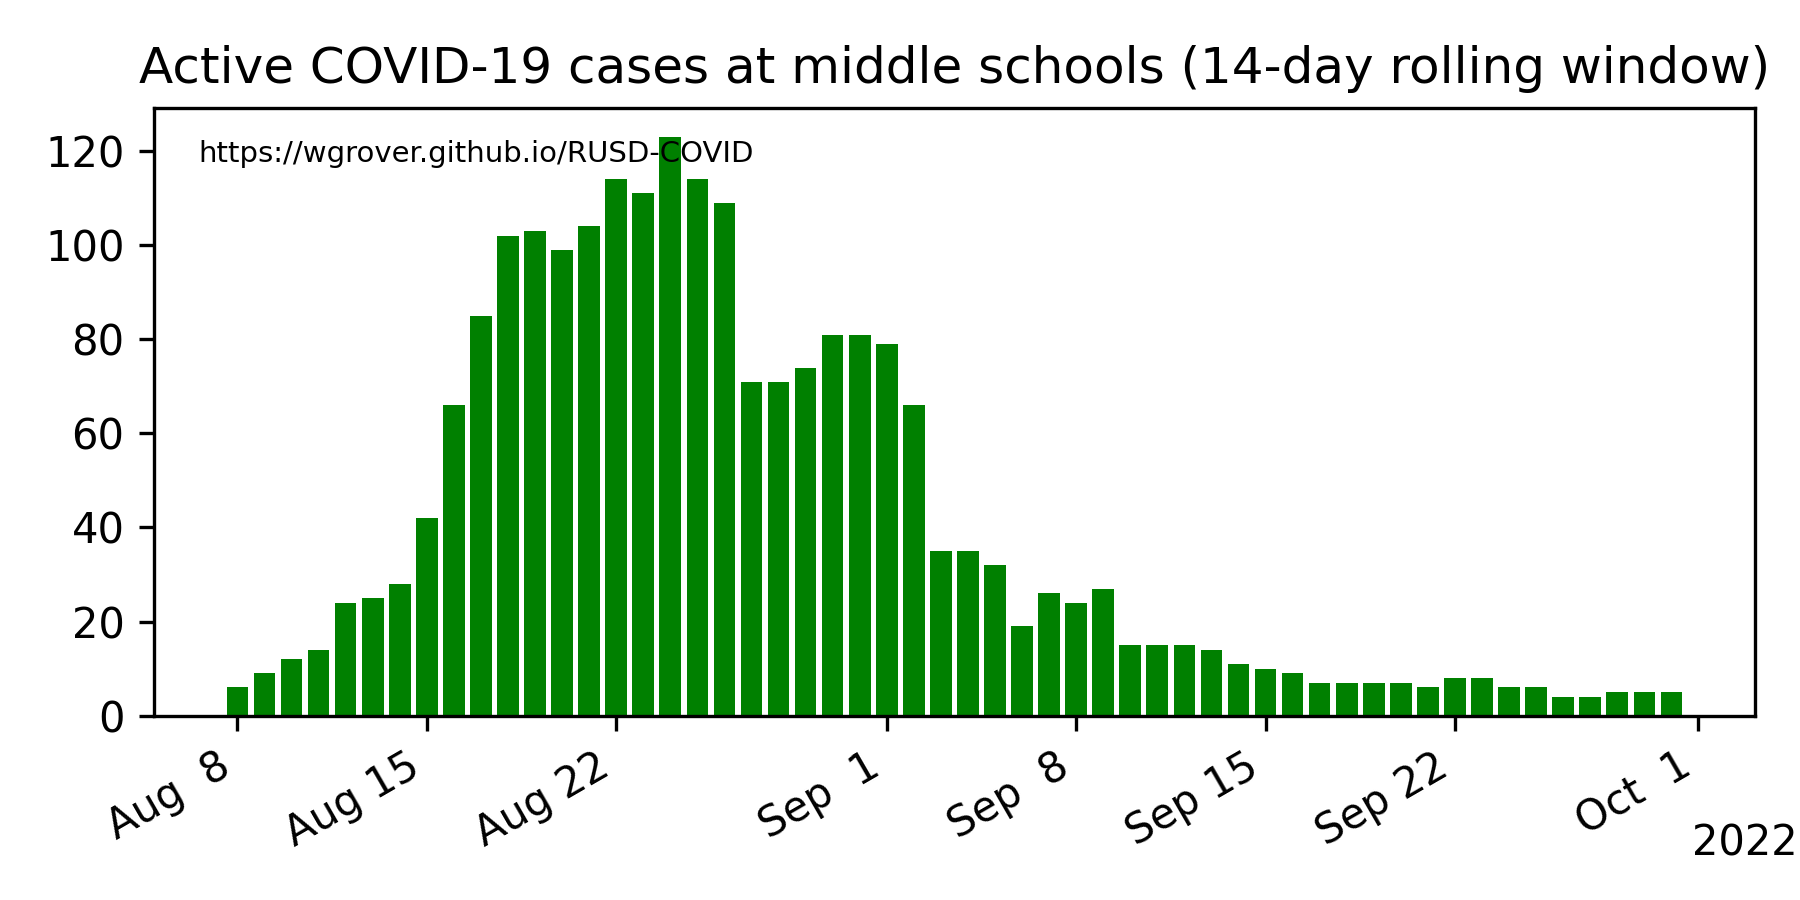 Active COVID-19 cases at middle schools (14-day rolling window)
https://wgrover.github.io/RUSD-COVID
120
100
80
60
40
20
0
Aug 8
Aug 15
Aug 22
Sep 1
Sep 8
Sep 15
Sep 22
Oct 1
2022